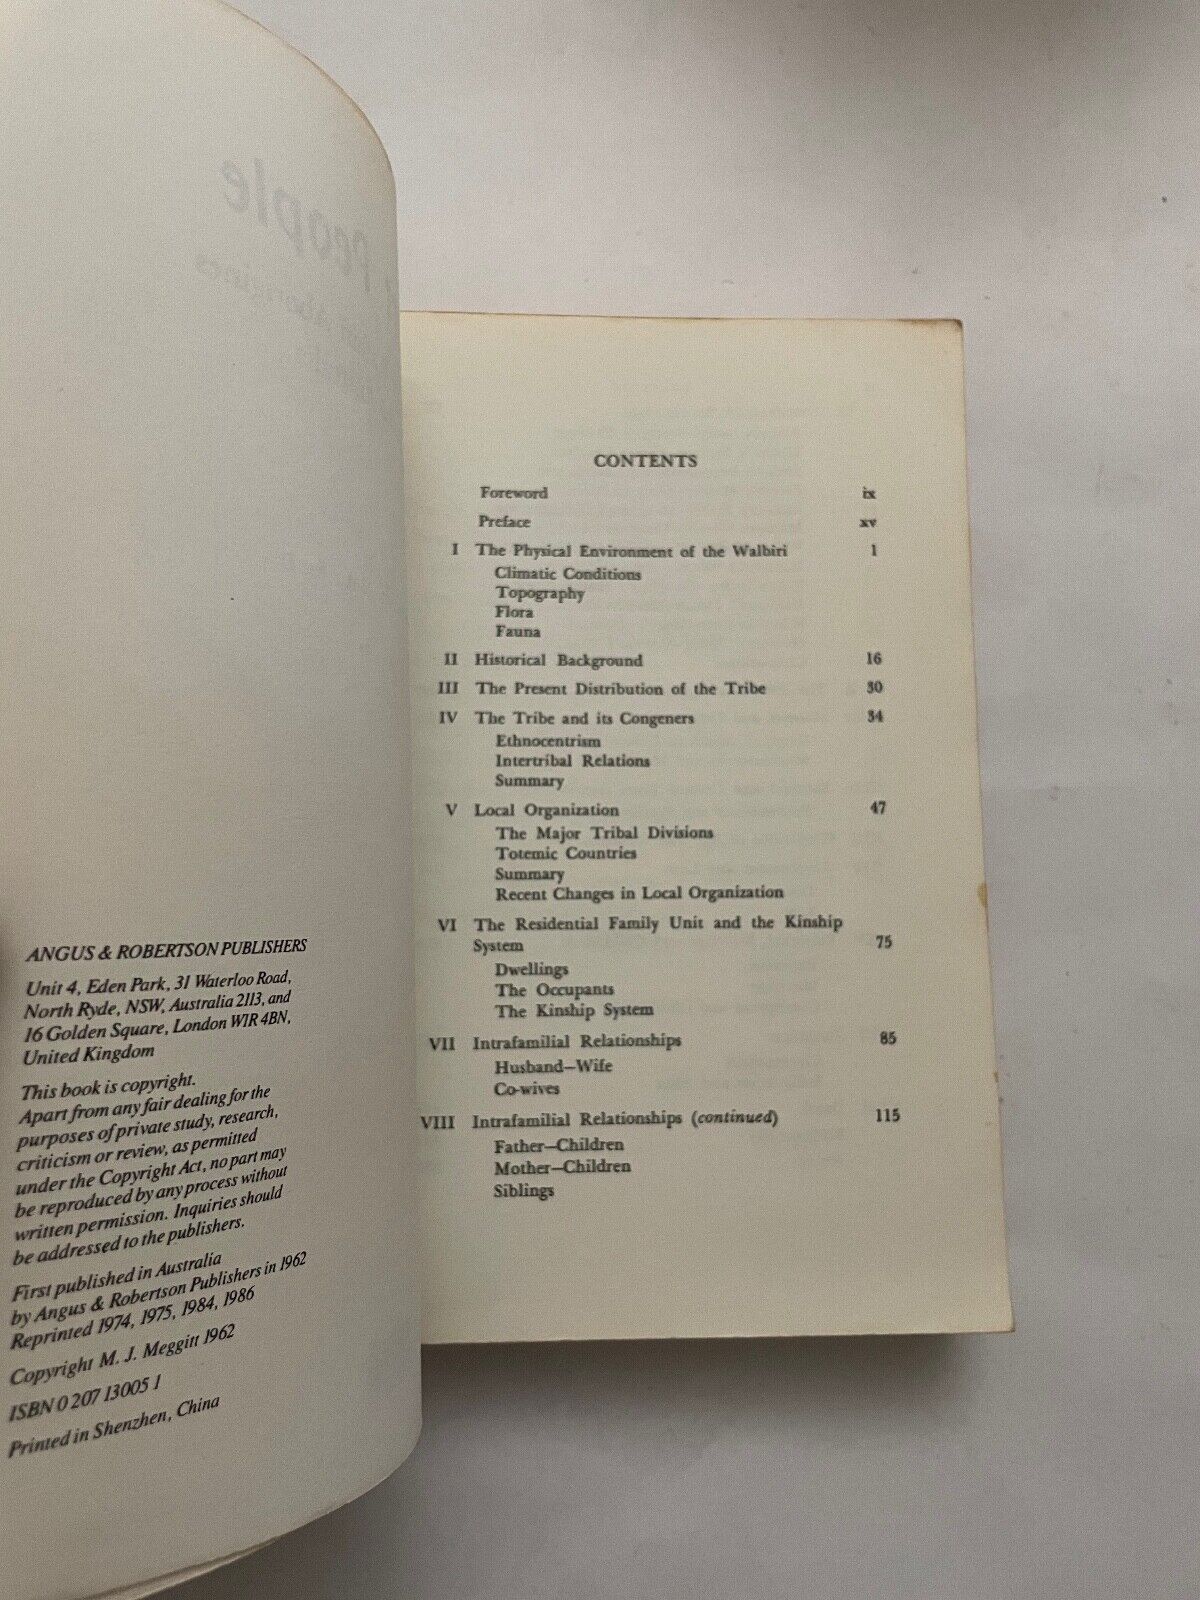 People
ANGUS & ROBERTSON PUBLISHERS
Unit 4, Eden Park, 31 Waterloo Road,
North Ryde, NSW, Australia 2113, and
16 Golden Square, London W1R 4BN,
United Kingdom
This book is copyright.
Apart from any fair dealing for the
purposes of private study, research,
criticism or review, as permitted
under the Copyright Act, no part may
be reproduced by any process without
written permission. Inquiries should
be addressed to the publishers.
First published in Australia
by Angus & Robertson Publishers in 1962
Reprinted 1974, 1975, 1984, 1986
Copyright M. J. Meggitt 1962
ISBN 0 207 13005 1
Printed in Shenzhen, China
CONTENTS
Foreword ix
Preface xv
I The Physical Environment of the Walbiri 1
Climatic Conditions
Topography
Flora
Fauna
II Historical Background 16
III The Present Distribution of the Tribe 30
IV The Tribe and its Congeners 34
Ethnocentrism
Intertribal Relations
Summary
V Local Organization 47
The Major Tribal Divisions
Totemic Countries
Summary
Recent Changes in Local Organization
VI The Residential Family Unit and the Kinship
System 75
Dwellings
The Occupants
The Kinship System
VII Intrafamilial Relationships 85
Husband—Wife
Co-wives
VIII Intrafamilial Relationships (continued) 115
Father—Children
Mother—Children
Siblings